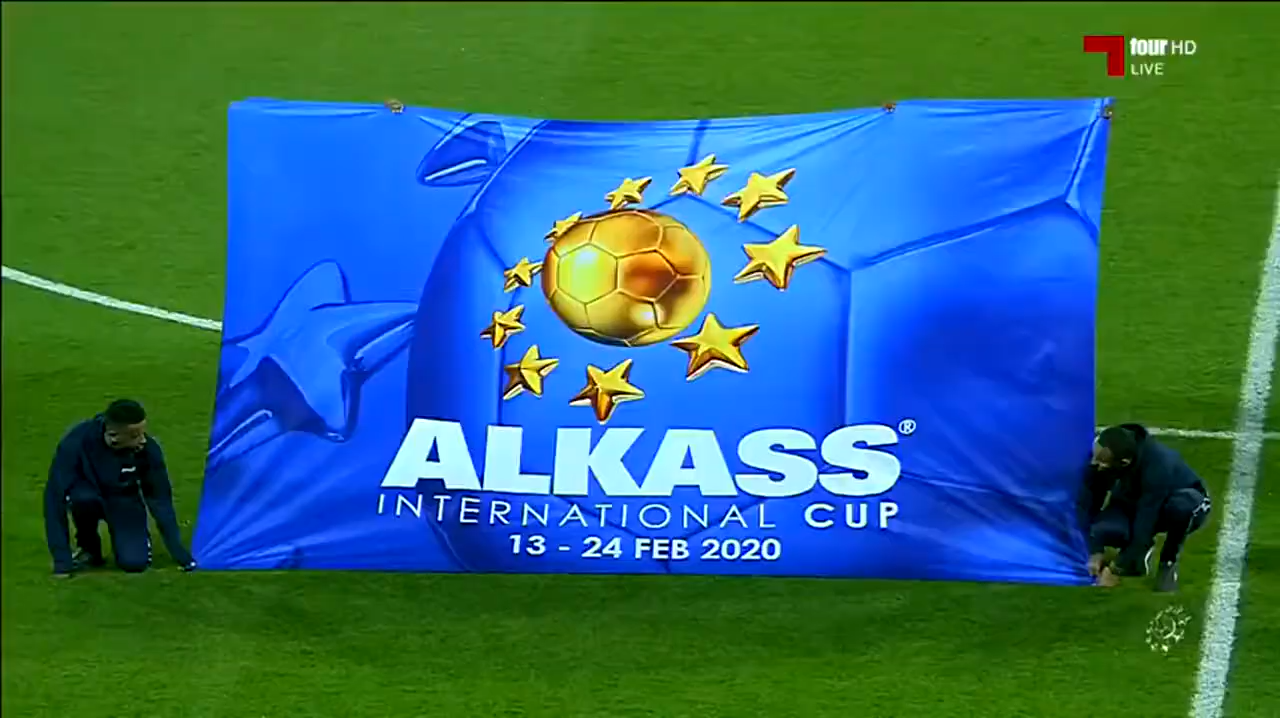 four HD
LIVE
ALKASS®
INTERNATIONAL CUP
13 - 24 FEB 2020